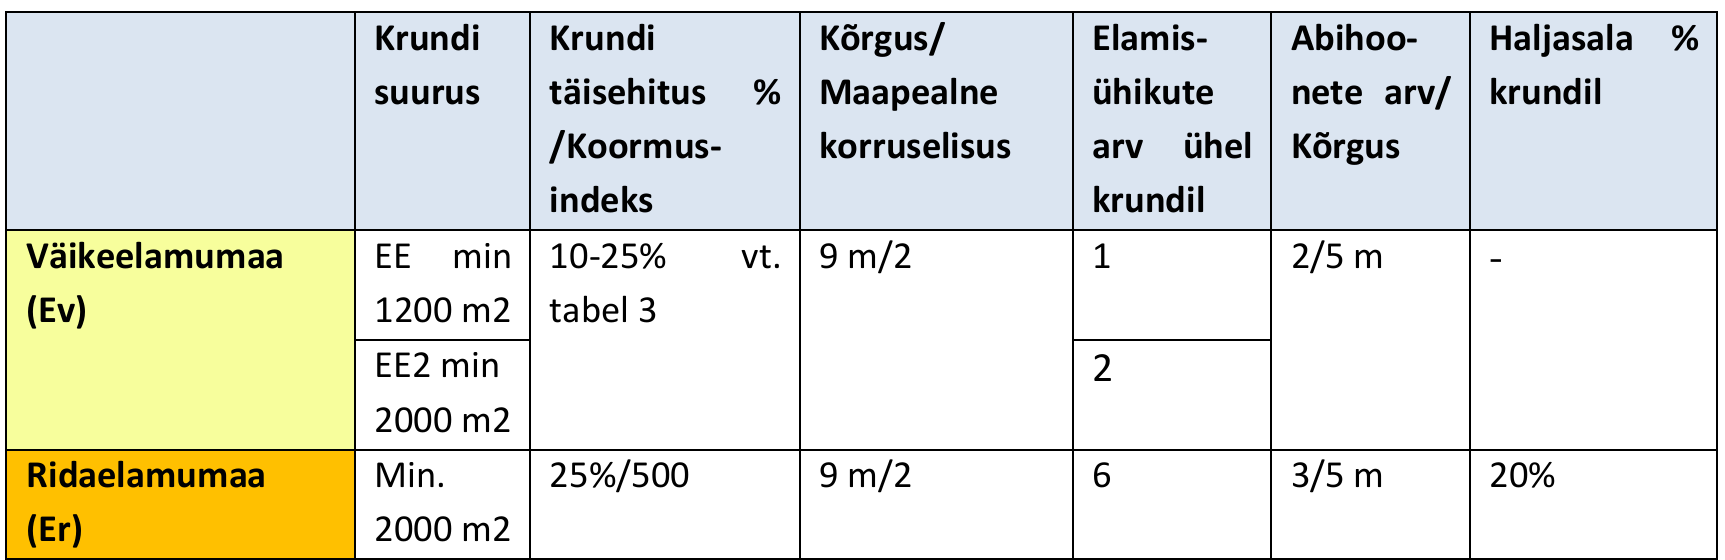 Krundi
suurus
Krundi
täisehitus %
/Koormus-
indeks
Kõrgus/
Maapealne
korruselisus
Elamis-
ühikute
arv ühel
krundil
Abihoo-
nete arv/
Kõrgus
Haljasala %
krundil
Väikeelamumaa
(Ev)
EE min
1200 m2
10-25% vt.
tabel 3
9 m/2
1
2/5 m
-
EE2 min
2000 m2
2
Ridaelamumaa
(Er)
Min.
2000 m2
25%/500
9 m/2
6
3/5 m
20%